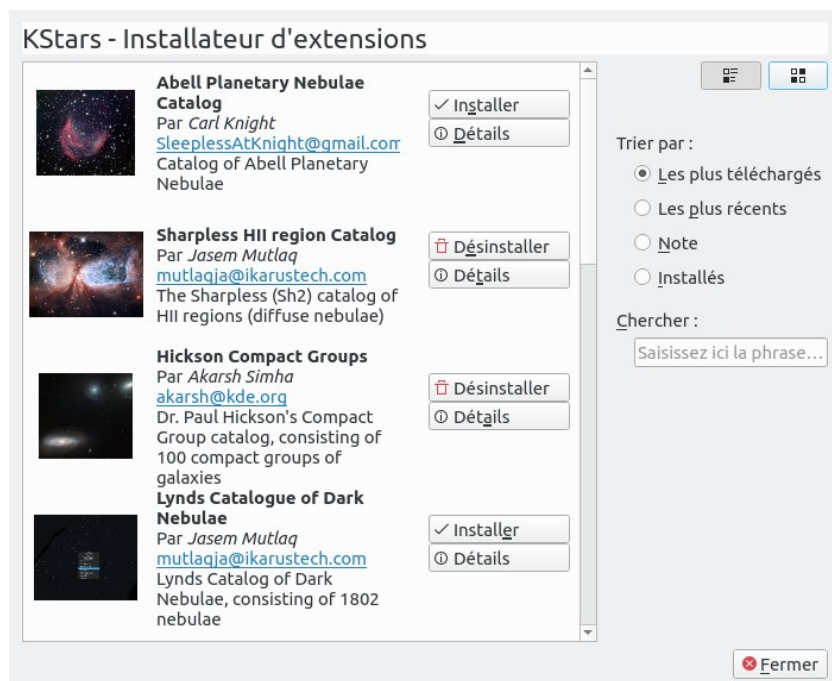 KStars - Installateur d'extensions
Abell Planetary Nebulae
Catalog
Par Carl Knight
SleeplessAtKnight@gmail.com
Catalog of Abell Planetary
Nebulae
Installer
Détails
Sharpless HII region Catalog
Par Jasem Mutlaq
mutlaqja@ikarustech.com
The Sharpless (Sh2) catalog of
HII regions (diffuse nebulae)
Désinstaller
Détails
Hickson Compact Groups
Par Akarsh Simha
akarsh@kde.org
Dr. Paul Hickson's Compact
Group catalog, consisting of
100 compact groups of
galaxies
Désinstaller
Détails
Lynds Catalogue of Dark
Nebulae
Par Jasem Mutlaq
mutlaqja@ikarustech.com
Lynds Catalog of Dark
Nebulae, consisting of 1802
nebulae
Installer
Détails
Trier par :
Les plus téléchargés
Les plus récents
Note
Installés
Chercher :
Saisissez ici la phrase...
Fermer